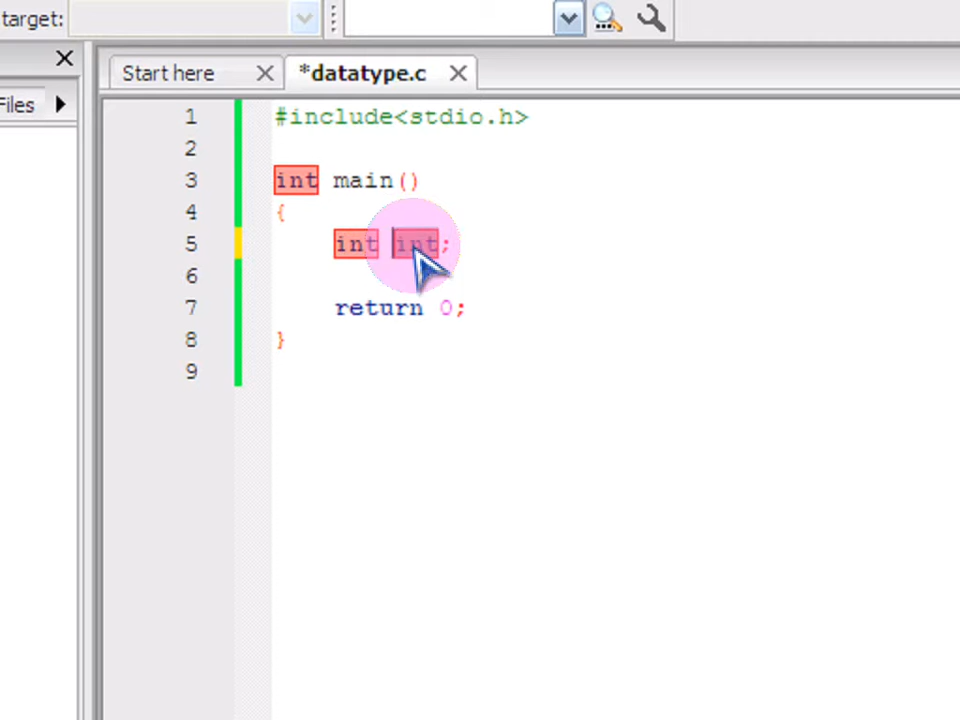 target:
Start here
*datatype.c
Files
1 #include<stdio.h>
2
3 int main()
4 {
5 int int;
6
7 return 0;
8 }
9